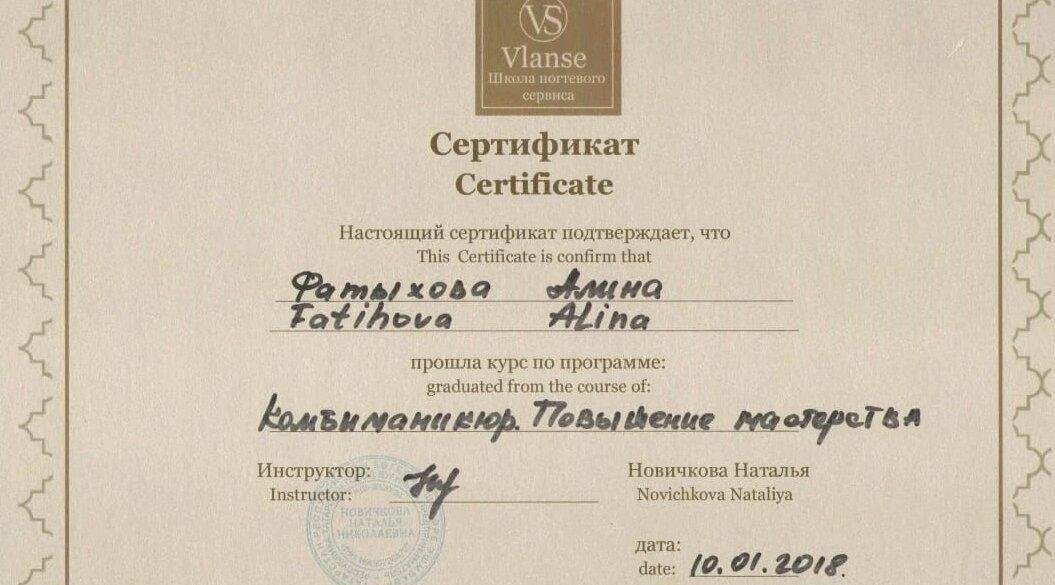 VS
Vlanse
Школа ногтевого
сервиса
Сертификат
Certificate
Настоящий сертификат подтверждает, что
This Certificate is confirm that
Фатыхова Алина
Fatihova ALina
прошла курс по программе:
graduated from the course of:
Комбиманикюр. Повышение мастерства
Инструктор:
Instructor:
Новичкова Наталья
Novichkova Nataliya
НОВИЧКОВА
НАТАЛЬЯ
НИКОЛАЕВНА
дата:
date: 10.01.2018.